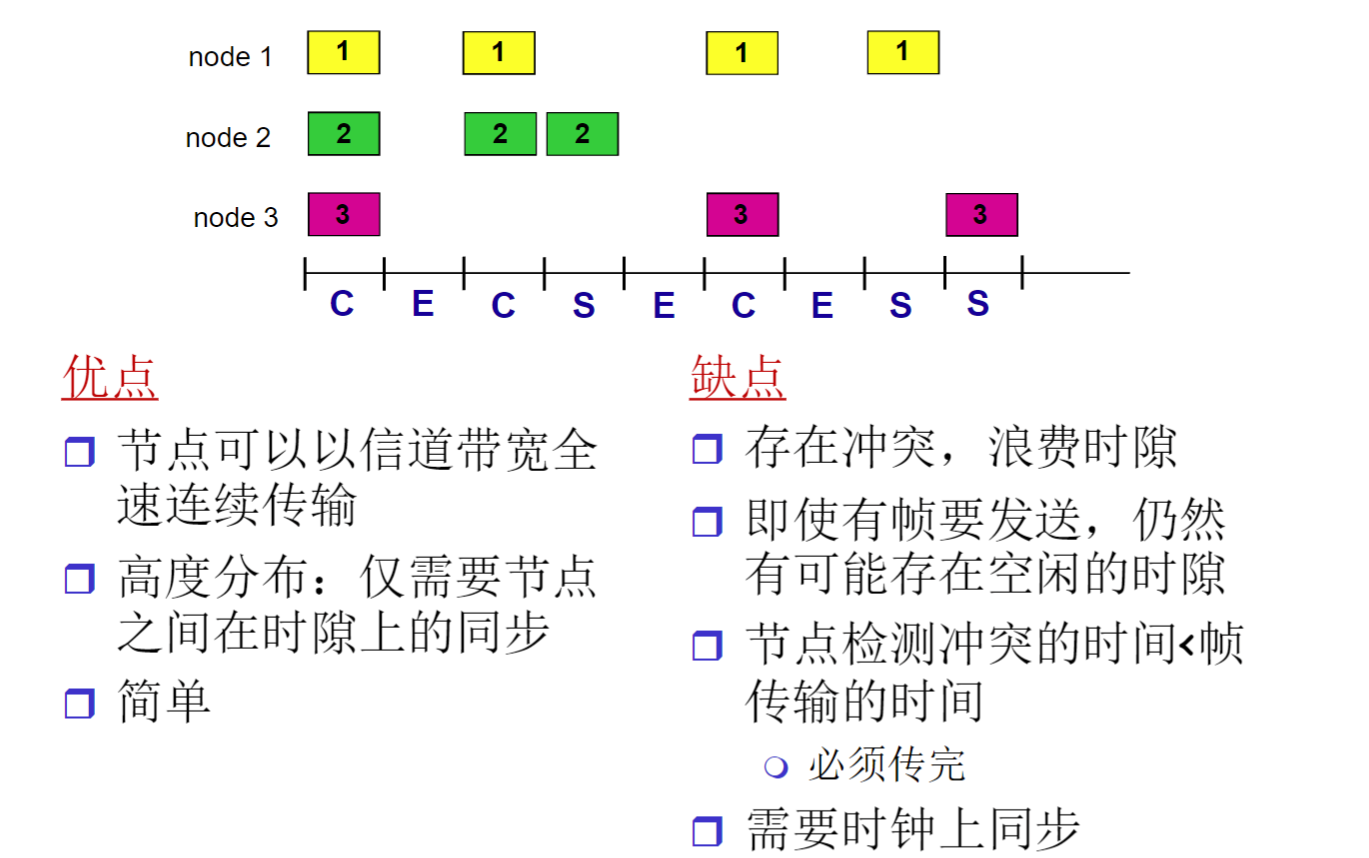 node 1 1 1 1 1
node 2 2 2 2
node 3 3 3 3
C E C S E C E S S
优点
节点可以以信道带宽全
速连续传输
高度分布：仅需要节点
之间在时隙上的同步
简单
缺点
存在冲突，浪费时隙
即使有帧要发送，仍然
有可能存在空闲的时隙
节点检测冲突的时间<帧
传输的时间
必须传完
需要时钟上同步